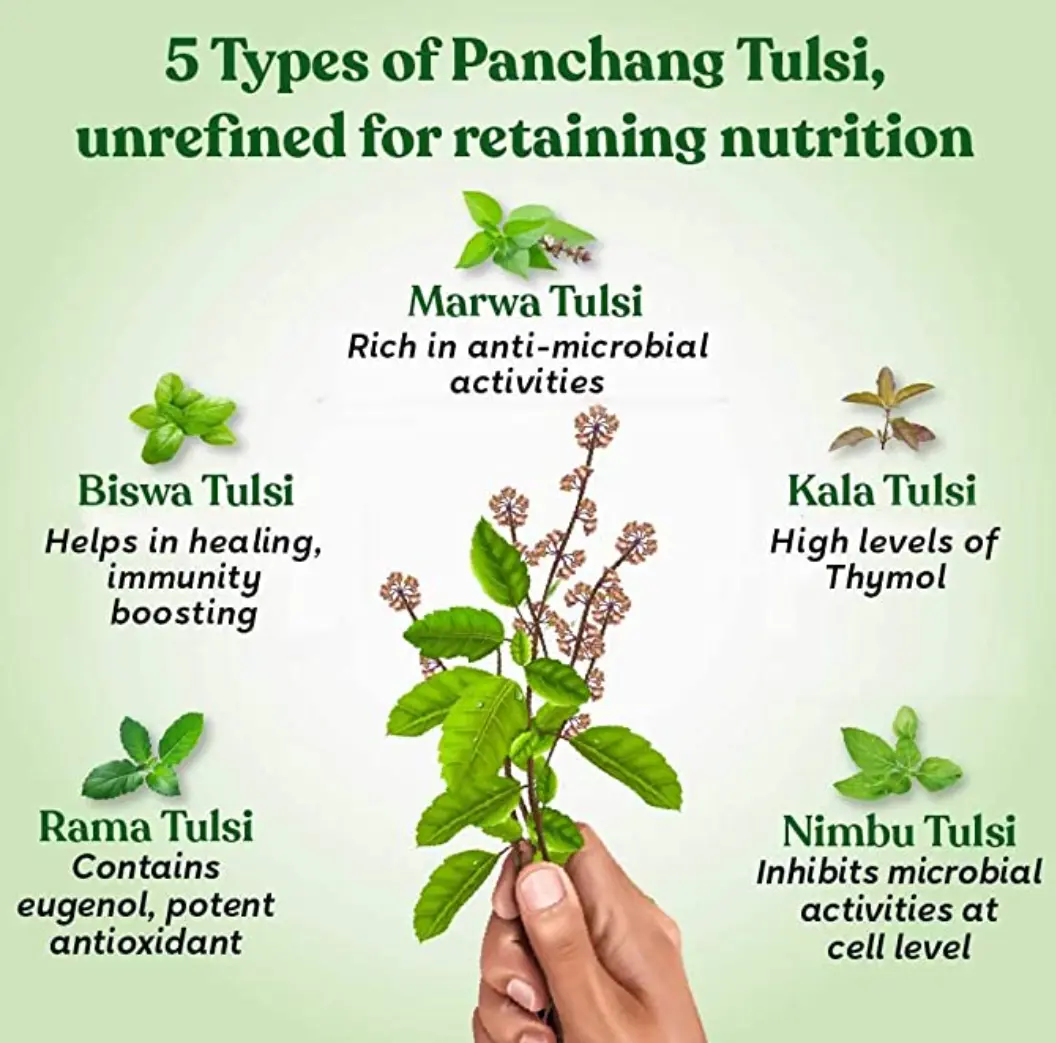 5 Types of Panchang Tulsi,
unrefined for retaining nutrition
Marwa Tulsi
Rich in anti-microbial
activities
Biswa Tulsi
Helps in healing,
immunity
boosting
Kala Tulsi
High levels of
Thymol
Rama Tulsi
Contains
eugenol, potent
antioxidant
Nimbu Tulsi
Inhibits microbial
activities at
cell level